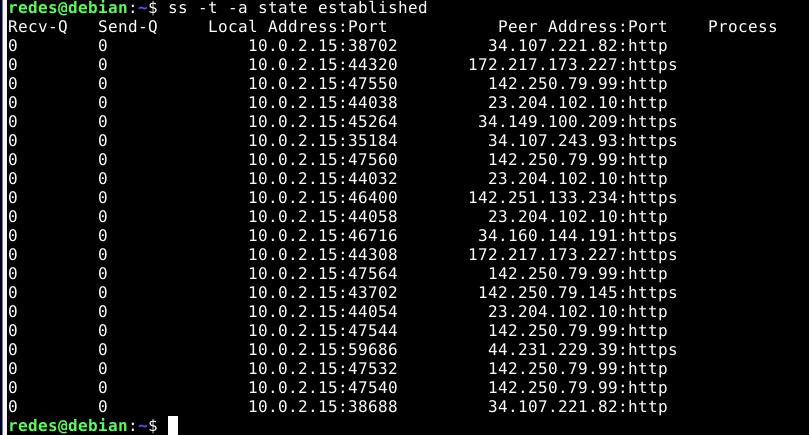 redes@debian:~$ ss -t -a state established
Recv-Q Send-Q Local Address:Port Peer Address:Port Process
0 0 10.0.2.15:38702 34.107.221.82:http
0 0 10.0.2.15:44320 172.217.173.227:https
0 0 10.0.2.15:47550 142.250.79.99:http
0 0 10.0.2.15:44038 23.204.102.10:http
0 0 10.0.2.15:45264 34.149.100.209:https
0 0 10.0.2.15:35184 34.107.243.93:https
0 0 10.0.2.15:47560 142.250.79.99:http
0 0 10.0.2.15:44032 23.204.102.10:http
0 0 10.0.2.15:46400 142.251.133.234:https
0 0 10.0.2.15:44058 23.204.102.10:http
0 0 10.0.2.15:46716 34.160.144.191:https
0 0 10.0.2.15:44308 172.217.173.227:https
0 0 10.0.2.15:47564 142.250.79.99:http
0 0 10.0.2.15:43702 142.250.79.145:https
0 0 10.0.2.15:44054 23.204.102.10:http
0 0 10.0.2.15:47544 142.250.79.99:http
0 0 10.0.2.15:59686 44.231.229.39:https
0 0 10.0.2.15:47532 142.250.79.99:http
0 0 10.0.2.15:47540 142.250.79.99:http
0 0 10.0.2.15:38688 34.107.221.82:http
redes@debian:~$